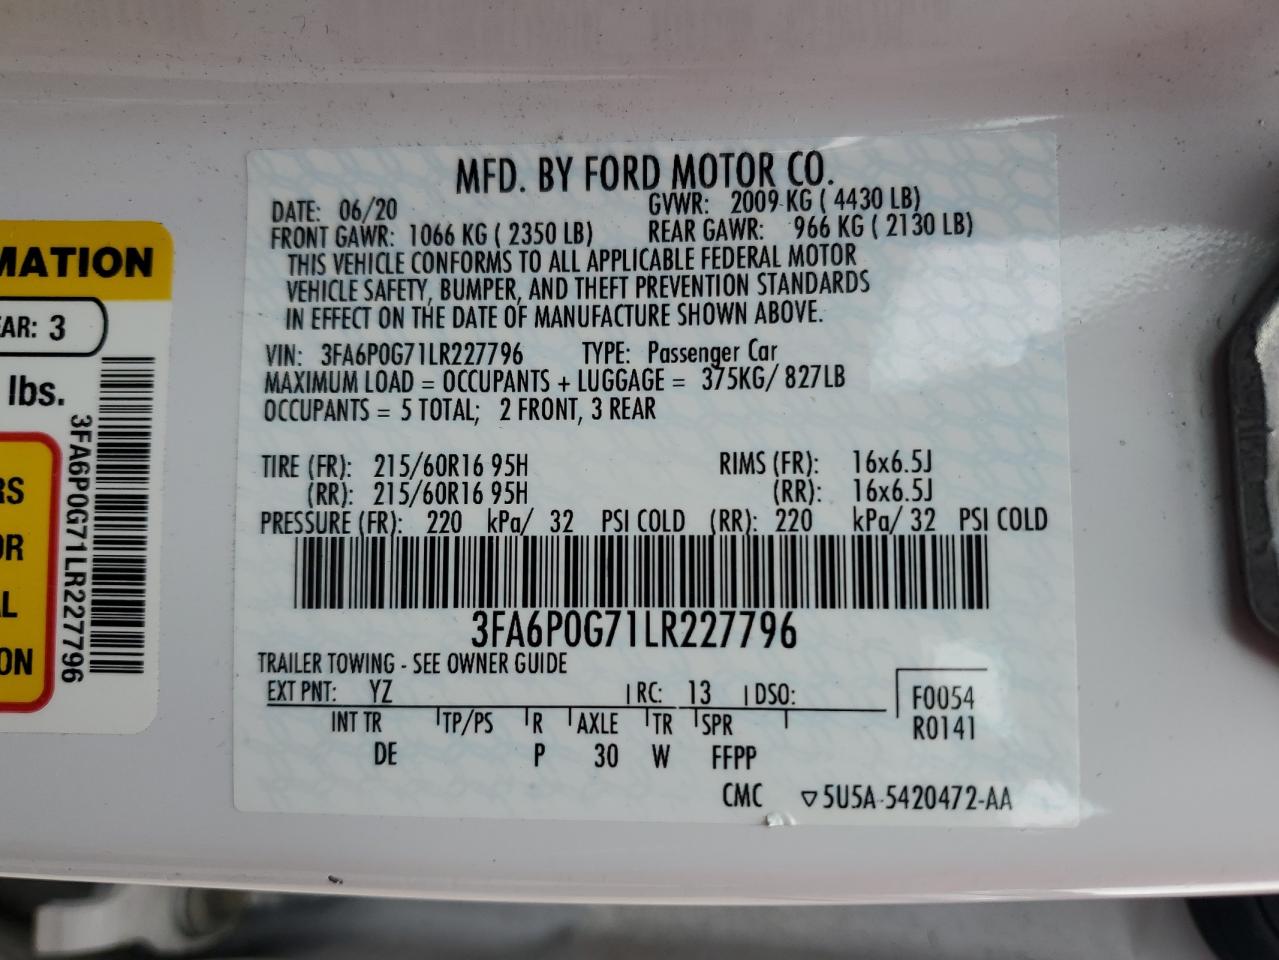 MFD. BY FORD MOTOR CO.
DATE: 06/20 GVWR: 2009 KG ( 4430 LB)
FRONT GAWR: 1066 KG ( 2350 LB) REAR GAWR: 966 KG ( 2130 LB)
THIS VEHICLE CONFORMS TO ALL APPLICABLE FEDERAL MOTOR
VEHICLE SAFETY, BUMPER, AND THEFT PREVENTION STANDARDS
IN EFFECT ON THE DATE OF MANUFACTURE SHOWN ABOVE.
VIN: 3FA6P0G71LR227796 TYPE: Passenger Car
MAXIMUM LOAD = OCCUPANTS + LUGGAGE = 375KG/ 827LB
OCCUPANTS = 5 TOTAL; 2 FRONT, 3 REAR
TIRE (FR): 215/60R16 95H RIMS (FR): 16x6.5J
(RR): 215/60R16 95H (RR): 16x6.5J
PRESSURE (FR): 220 kPa/ 32 PSI COLD (RR): 220 kPa/ 32 PSI COLD
3FA6P0G71LR227796
TRAILER TOWING - SEE OWNER GUIDE
EXT PNT: YZ RC: 13 DSO: F0054
INT TR TP/PS R AXLE TR SPR R0141
DE P 30 W FFPP
CMC ▽5U5A-5420472-AA
MATION
EAR: 3
lbs.
RS
OR
AL
ON
3FA6P0G71LR227796